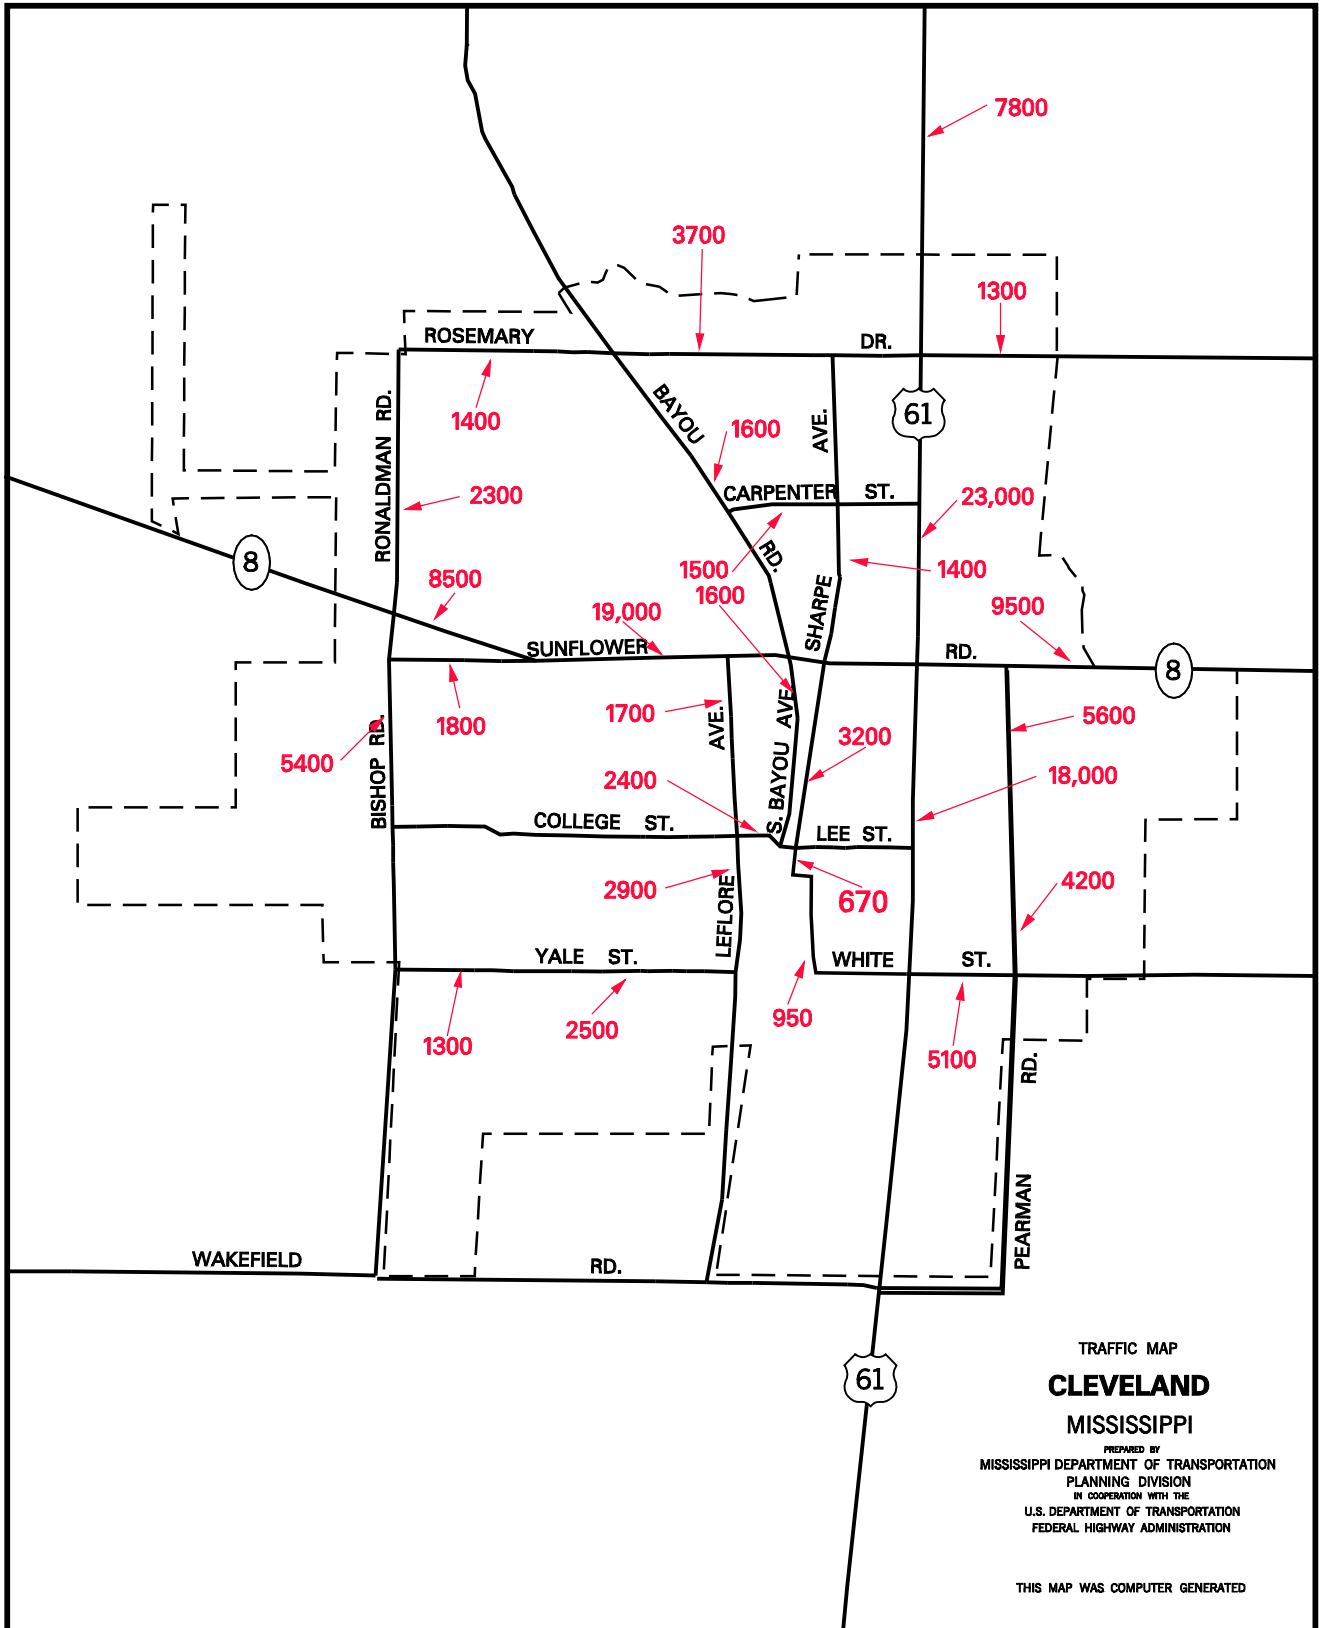 7800
3700
1300
ROSEMARY
DR.
1400
RONALDMAN RD.
BAYOU
61
1600
AVE.
CARPENTER ST.
2300
23,000
8
RD.
1500
1400
8500
1600
SHARPE
9500
19,000
SUNFLOWER
RD.
8
1700
AVE.
S. BAYOU AVE
1800
BISHOP RD.
5400
3200
5600
2400
18,000
COLLEGE ST.
LEE ST.
2900
LEFLORE
670
4200
YALE ST.
WHITE ST.
1300
2500
950
5100
RD.
PEARMAN
WAKEFIELD
RD.
61
TRAFFIC MAP
CLEVELAND
MISSISSIPPI
PREPARED BY
MISSISSIPPI DEPARTMENT OF TRANSPORTATION
PLANNING DIVISION
IN COOPERATION WITH THE
U.S. DEPARTMENT OF TRANSPORTATION
FEDERAL HIGHWAY ADMINISTRATION
THIS MAP WAS COMPUTER GENERATED